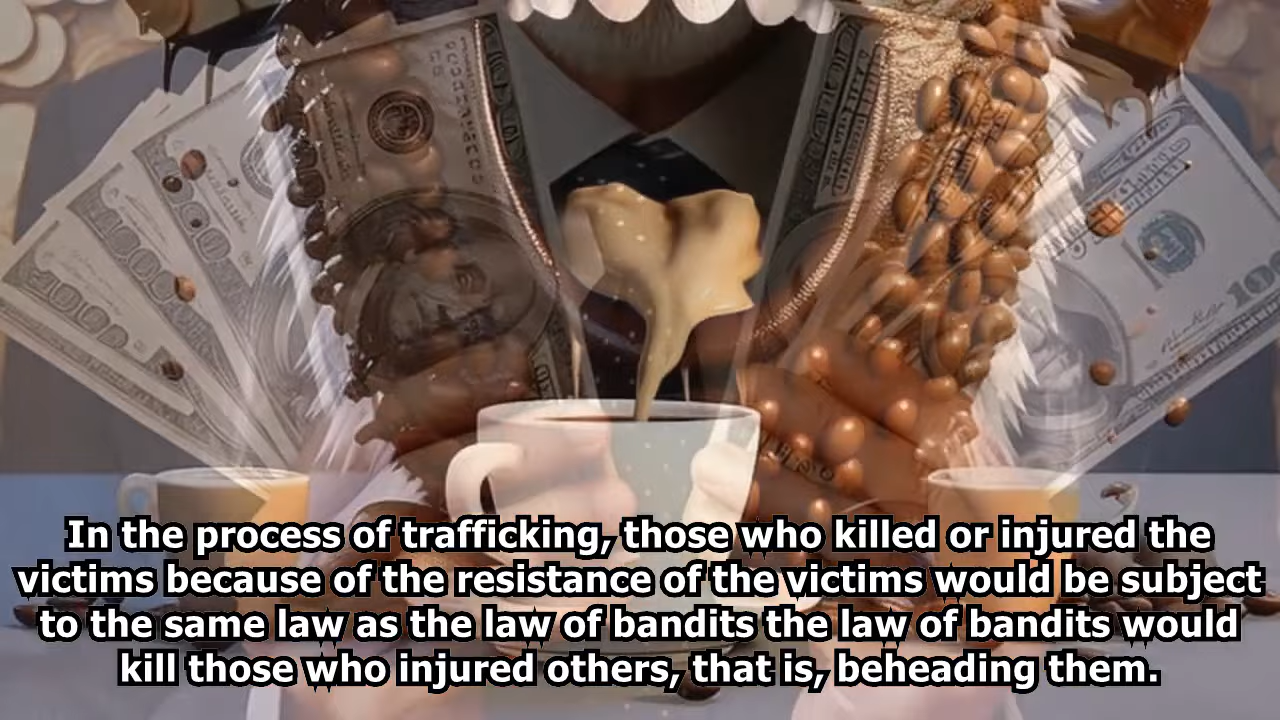 In the process of trafficking, those who killed or injured the
victims because of the resistance of the victims would be subject
to the same law as the law of bandits the law of bandits would
kill those who injured others, that is, beheading them.